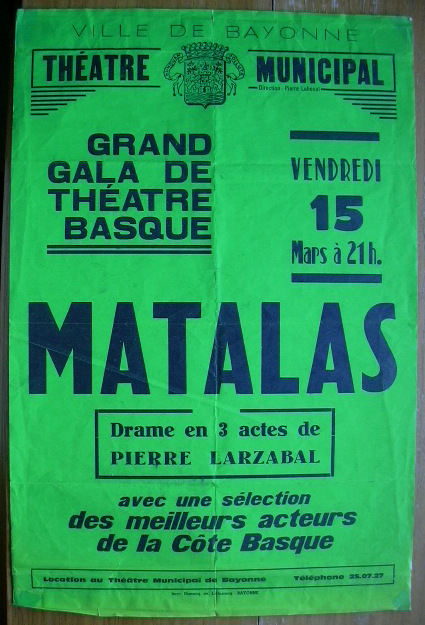 VILLE DE BAYONNE
THÉATRE MUNICIPAL
Direction : Pierre
GRAND
GALA DE
THÉATRE
BASQUE
VENDREDI
15
Mars à 21h.
MATALAS
Drame en 3 actes de
PIERRE LARZABAL
avec une sélection
des meilleurs acteurs
de la Côte Basque
Location au Théatre Municipal de Bayonne Téléphone 25.07.27
BAYONNE